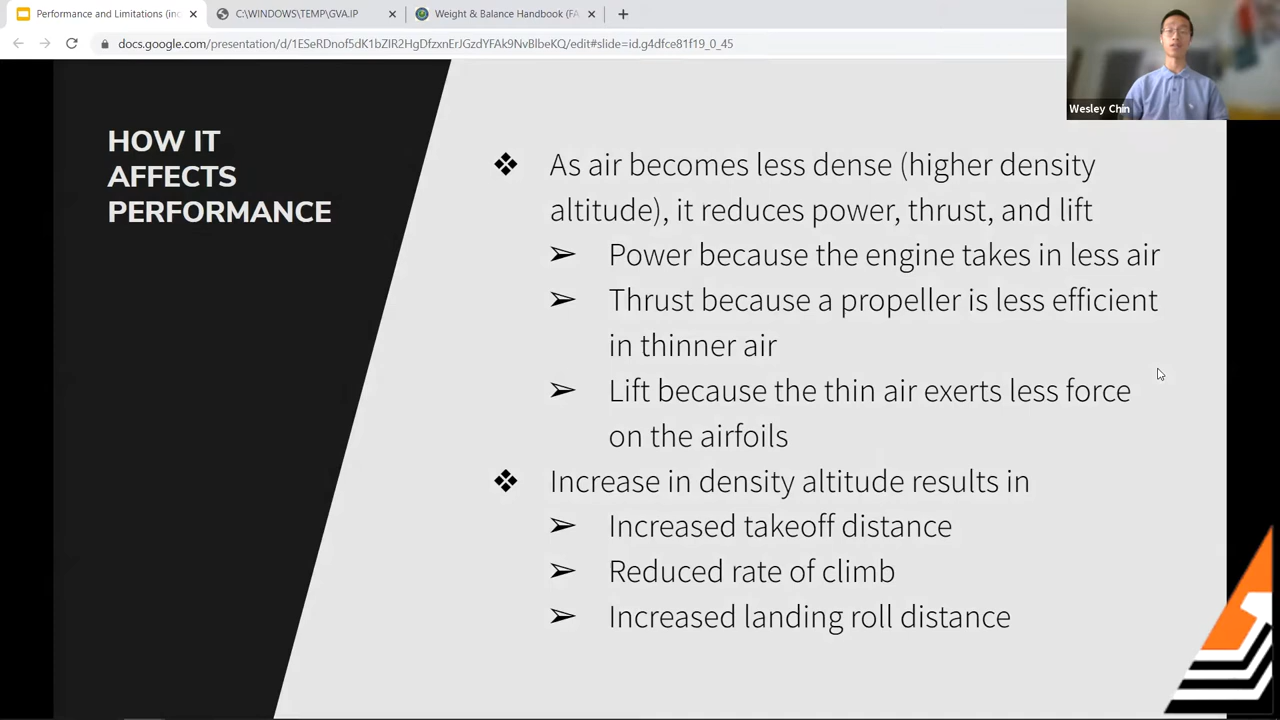 Performance and Limitations (inc
C:\WINDOWS\TEMP\GVA.IP
Weight & Balance Handbook (FA
docs.google.com/presentation/d/1ESeRDnof5dK1bZIR2HgDfzxnErJGzdYFAk9NvBlbeKQ/edit#slide=id.g4dfce81f19_0_45
Wesley Chin
HOW IT
AFFECTS
PERFORMANCE
❖ As air becomes less dense (higher density
altitude), it reduces power, thrust, and lift
➢ Power because the engine takes in less air
➢ Thrust because a propeller is less efficient
in thinner air
➢ Lift because the thin air exerts less force
on the airfoils
❖ Increase in density altitude results in
➢ Increased takeoff distance
➢ Reduced rate of climb
➢ Increased landing roll distance